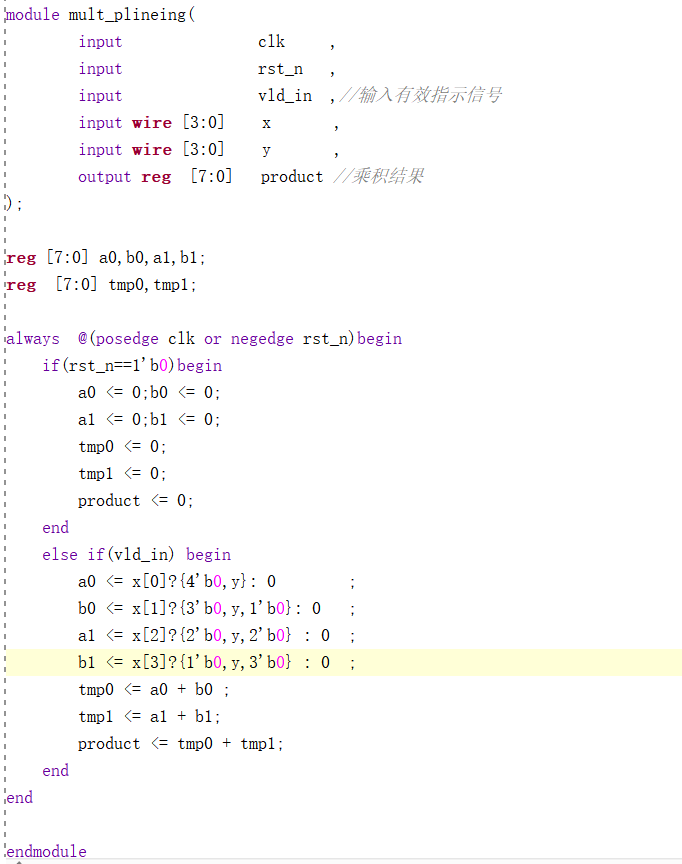 module mult_plineing(
input clk ,
input rst_n ,
input vld_in ,//输入有效指示信号
input wire [3:0] x ,
input wire [3:0] y ,
output reg [7:0] product //乘积结果
);
reg [7:0] a0,b0,a1,b1;
reg [7:0] tmp0,tmp1;
always @(posedge clk or negedge rst_n)begin
if(rst_n==1'b0)begin
a0 <= 0;b0 <= 0;
a1 <= 0;b1 <= 0;
tmp0 <= 0;
tmp1 <= 0;
product <= 0;
end
else if(vld_in) begin
a0 <= x[0]?{4'b0,y}: 0 ;
b0 <= x[1]?{3'b0,y,1'b0}: 0 ;
a1 <= x[2]?{2'b0,y,2'b0} : 0 ;
b1 <= x[3]?{1'b0,y,3'b0} : 0 ;
tmp0 <= a0 + b0 ;
tmp1 <= a1 + b1;
product <= tmp0 + tmp1;
end
end
endmodule